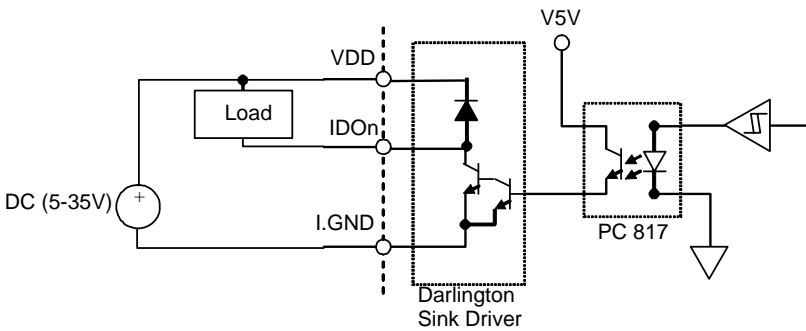 V5V
VDD
Load
IDOn
DC (5-35V)
+
I.GND
PC 817
Darlington
Sink Driver